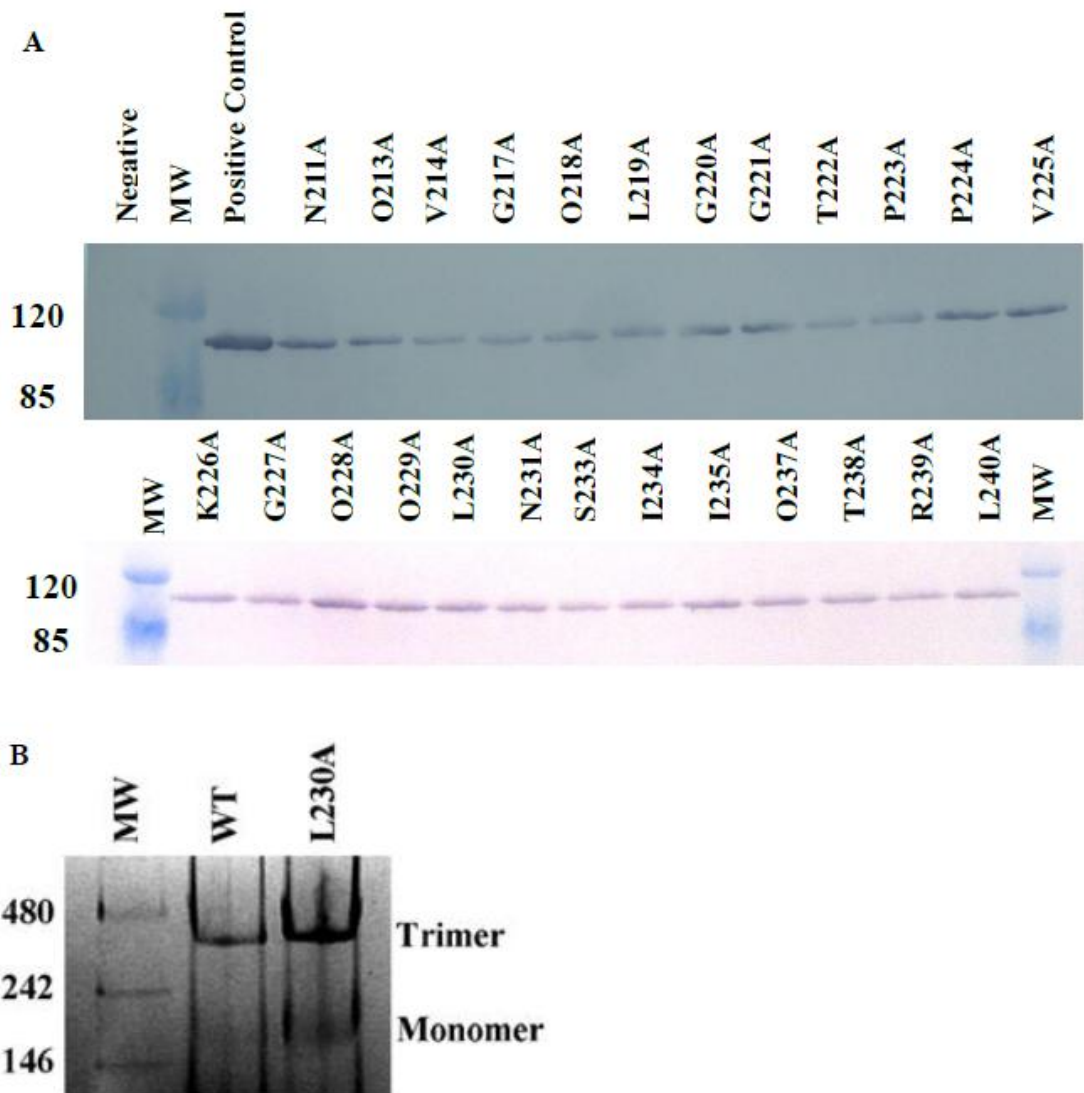 A
Negative MW Positive Control N211A O213A V214A G217A O218A L219A G220A G221A T222A P223A P224A V225A
120
85
MW K226A G227A O228A O229A L230A N231A S233A I234A I235A O237A T238A R239A L240A MW
120
85
B
MW WT L230A
480
Trimer
242
Monomer
146